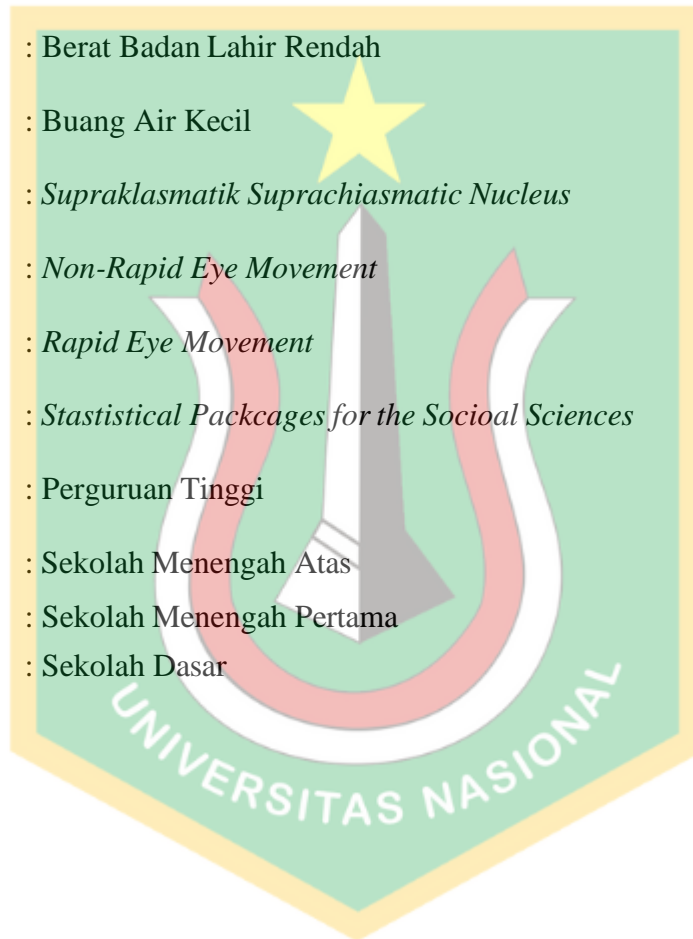 : Berat Badan Lahir Rendah
: Buang Air Kecil
: Supraklasmatik Suprachiasmatic Nucleus
: Non-Rapid Eye Movement
: Rapid Eye Movement
: Stastistical Packcages for the Socioal Sciences
: Perguruan Tinggi
: Sekolah Menengah Atas
: Sekolah Menengah Pertama
: Sekolah Dasar
UNIVERSITAS NASIONAL